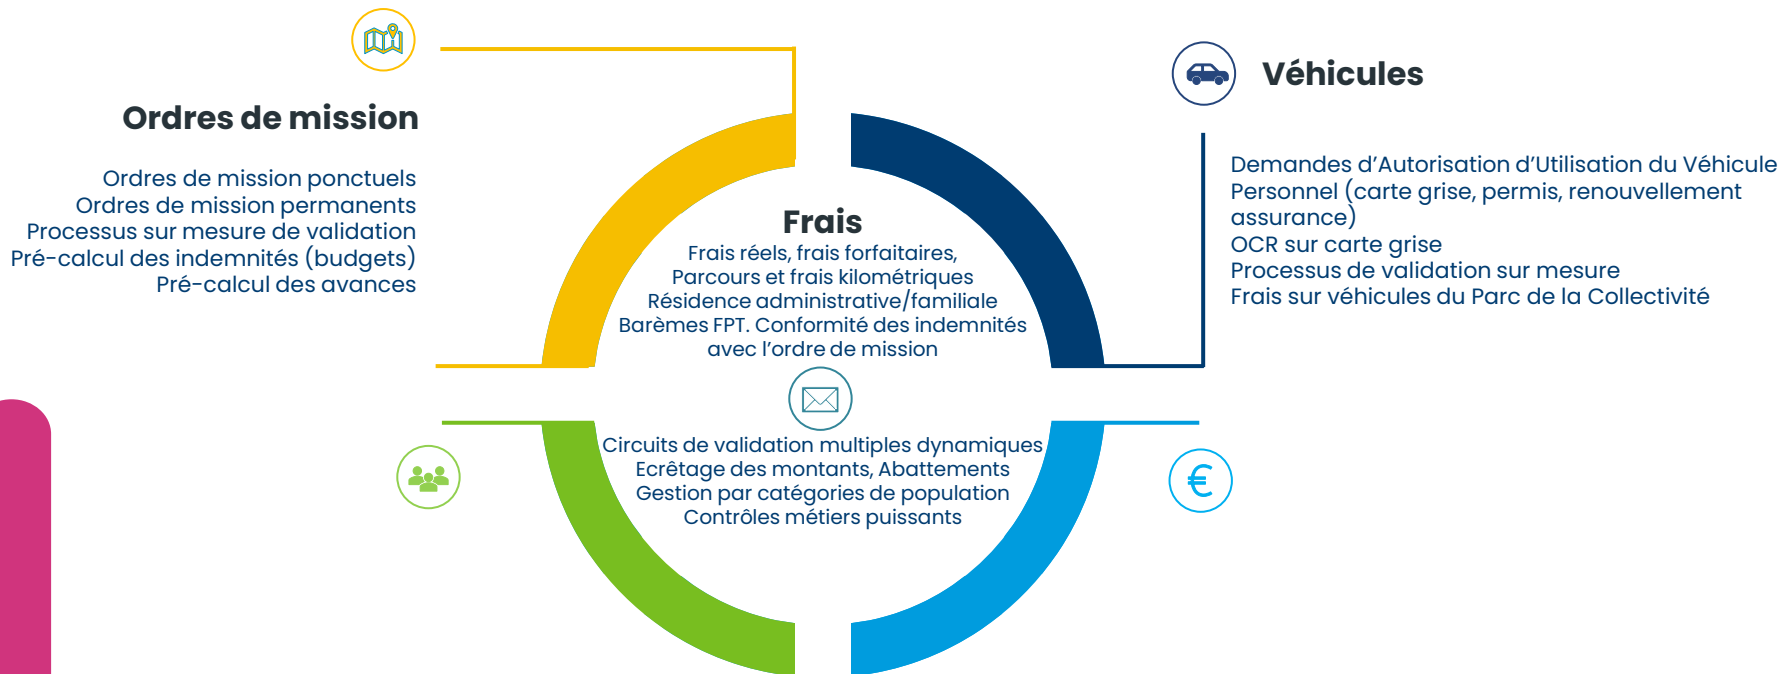 Ordres de mission
Ordres de mission ponctuels
Ordres de mission permanents
Processus sur mesure de validation
Pré-calcul des indemnités (budgets)
Pré-calcul des avances
Frais
Frais réels, frais forfaitaires,
Parcours et frais kilométriques
Résidence administrative/familiale
Barèmes FPT. Conformité des indemnités
avec l’ordre de mission
Circuits de validation multiples dynamiques
Ecrêtage des montants, Abattements
Gestion par catégories de population
Contrôles métiers puissants
Véhicules
Demandes d’Autorisation d’Utilisation du Véhicule
Personnel (carte grise, permis, renouvellement
assurance)
OCR sur carte grise
Processus de validation sur mesure
Frais sur véhicules du Parc de la Collectivité
€